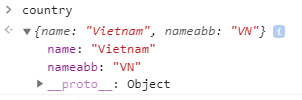 > country
{name: "Vietnam", nameabb: "VN"} i
name: "Vietnam"
nameabb: "VN"
__proto__: Object